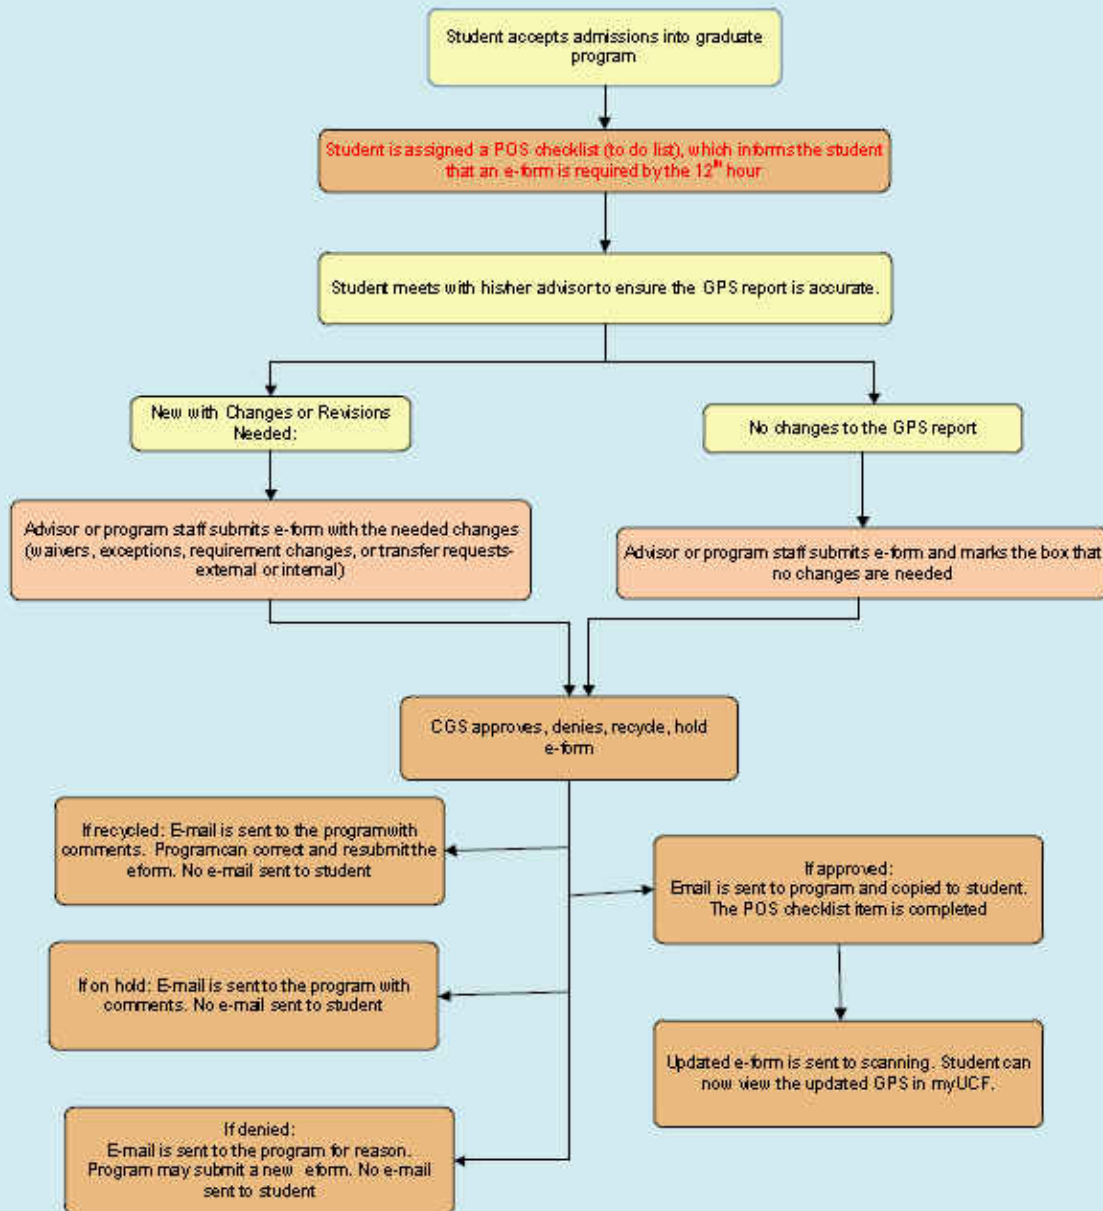 Student accepts admissions into graduate
program
Student is assigned a POS checklist (to do list), which informs the student
that an e-form is required by the 12th hour
Student meets with his/her advisor to ensure the GPS report is accurate.
New with Changes or Revisions
Needed:
No changes to the GPS report
Advisor or program staff submits e-form with the needed changes
(waivers, exceptions, requirement changes, or transfer requests-
external or internal)
Advisor or program staff submits e-form and marks the box that
no changes are needed
CGS approves, denies, recycle, hold
e-form
If recycled: E-mail is sent to the program with
comments. Program can correct and resubmit the
eform. No e-mail sent to student
If approved:
Email is sent to program and copied to student.
The POS checklist item is completed
If on hold: E-mail is sent to the program with
comments. No e-mail sent to student
Updated e-form is sent to scanning. Student can
now view the updated GPS in myUCF.
If denied:
E-mail is sent to the program for reason.
Program may submit a new eform. No e-mail
sent to student